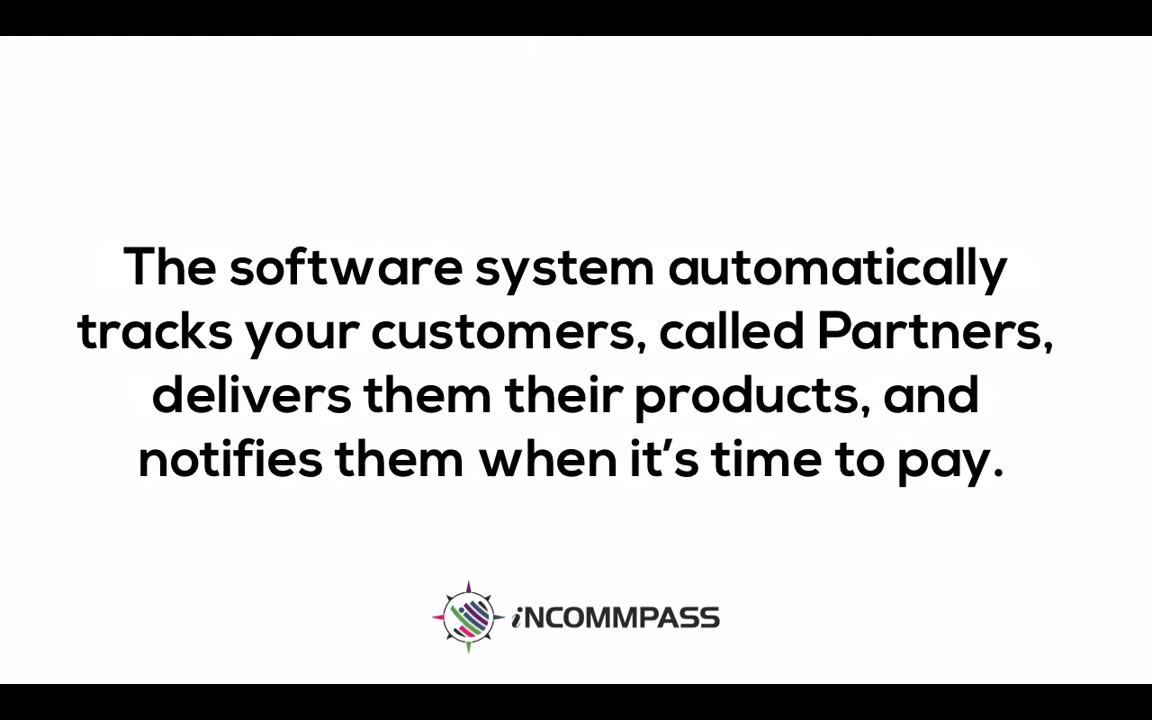 The software system automatically
tracks your customers, called Partners,
delivers them their products, and
notifies them when it's time to pay.
iNCOMMPASS